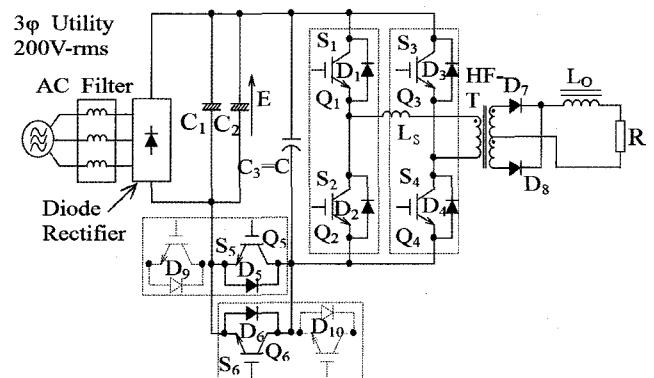 3φ Utility
200V-rms
AC Filter
Diode
Rectifier
C1
C2
E
C3=C
S1
D1
Q1
S2
D2
Q2
S3
D3
Q3
S4
D4
Q4
LS
HF-
T
D7
D8
LO
R
S5
Q5
D5
D9
D6
S6
Q6
D10